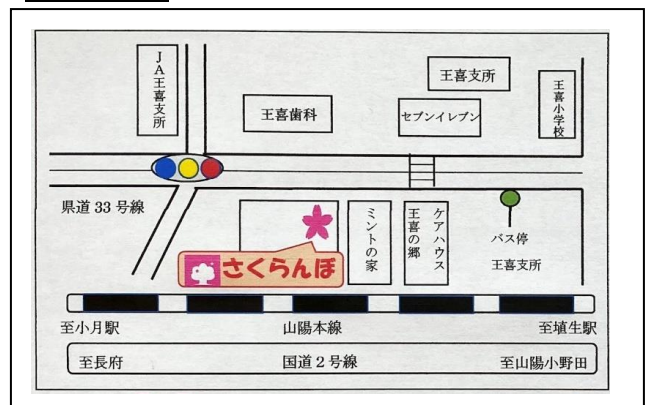 JA王喜支所
王喜歯科
王喜支所
セブンイレブン
王喜小学校
県道33号線
さくらんぼ
ミントの家
ケアハウス
王喜の郷
バス停
王喜支所
至小月駅
山陽本線
至埴生駅
至長府
国道2号線
至山陽小野田